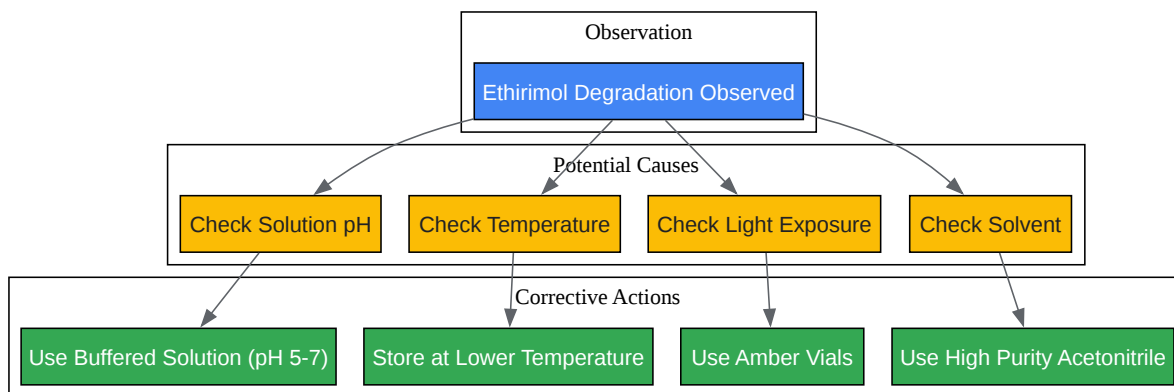 Observation
Ethirimol Degradation Observed
Potential Causes
Check Solution pH
Check Temperature
Check Light Exposure
Check Solvent
Corrective Actions
Use Buffered Solution (pH 5-7)
Store at Lower Temperature
Use Amber Vials
Use High Purity Acetonitrile